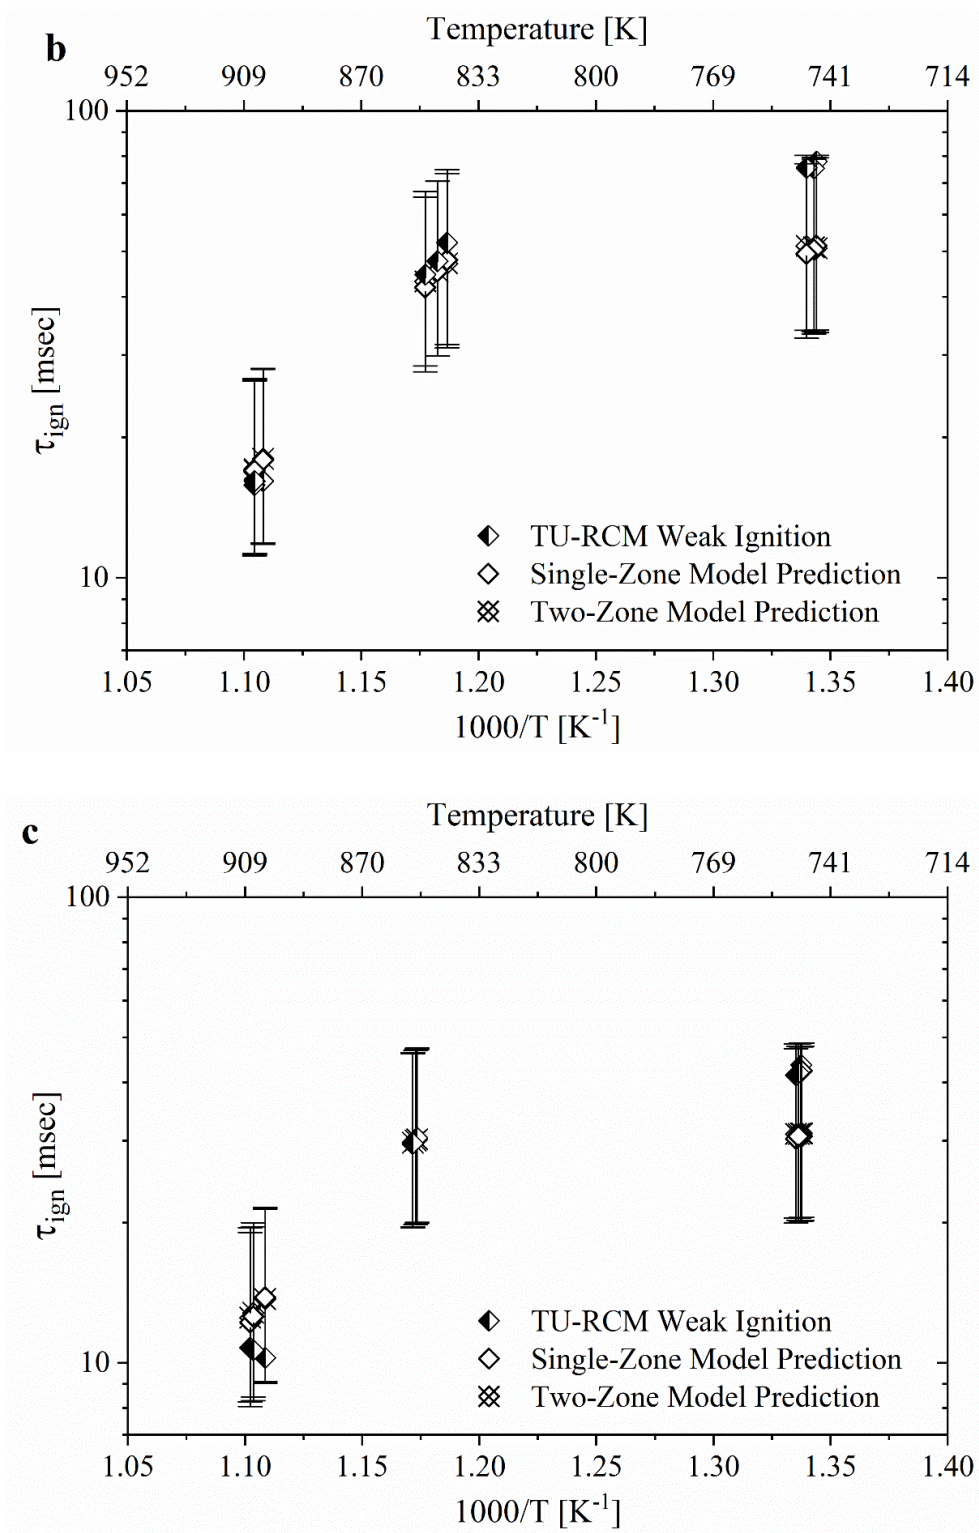 b
Temperature [K]
952 909 870 833 800 769 741 714
100
10
τign [msec]
TU-RCM Weak Ignition
Single-Zone Model Prediction
Two-Zone Model Prediction
1.05 1.10 1.15 1.20 1.25 1.30 1.35 1.40
1000/T [K-1]
c
Temperature [K]
952 909 870 833 800 769 741 714
100
10
τign [msec]
TU-RCM Weak Ignition
Single-Zone Model Prediction
Two-Zone Model Prediction
1.05 1.10 1.15 1.20 1.25 1.30 1.35 1.40
1000/T [K-1]